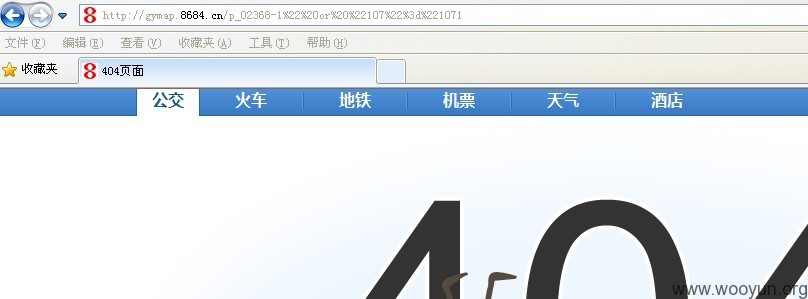 http://gymap.8684.cn/p_02368-1%22%20or%20%22107%22%3d%221071
文件(F) 编辑(E) 查看(V) 收藏夹(A) 工具(T) 帮助(H)
收藏夹 8 404页面
公交 火车 地铁 机票 天气 酒店
404
www.wooyun.org